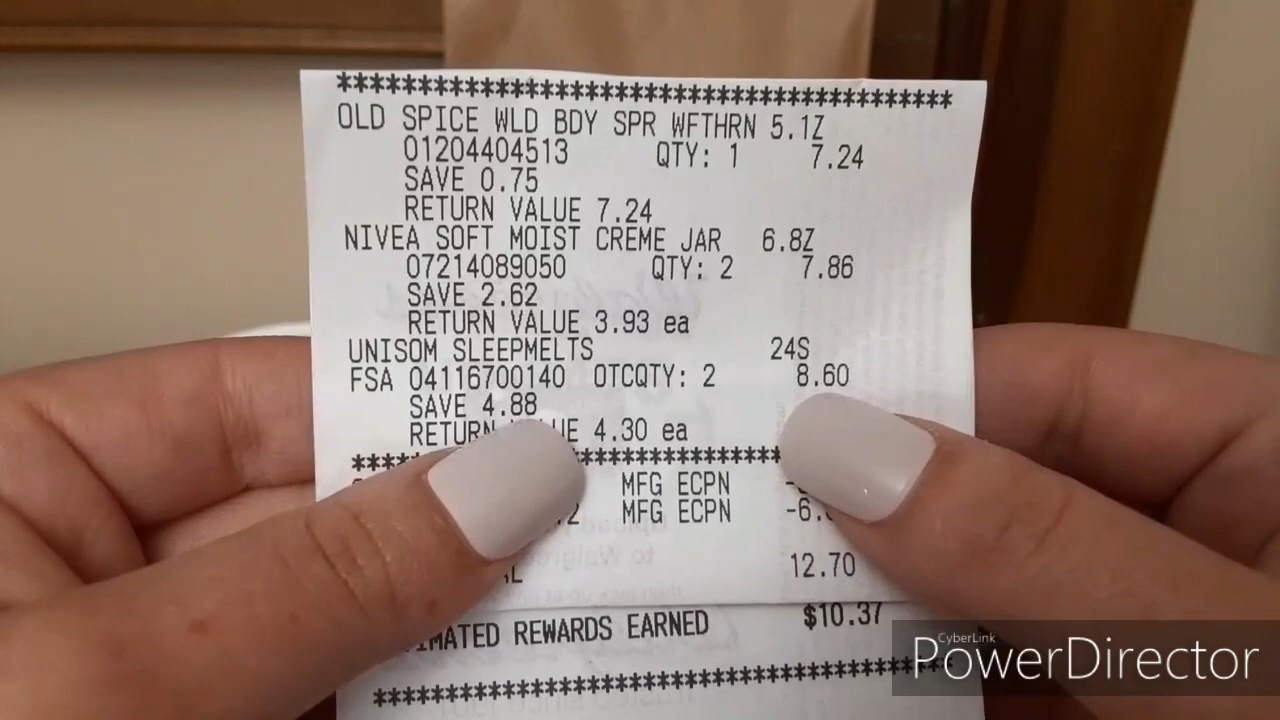 ******************************************
OLD SPICE WLD BDY SPR WFTHRN 5.1Z
01204404513 QTY: 1 7.24
SAVE 0.75
RETURN VALUE 7.24
NIVEA SOFT MOIST CREME JAR 6.8Z
07214089050 QTY: 2 7.86
SAVE 2.62
RETURN VALUE 3.93 ea
UNISOM SLEEPMELTS 24S
FSA 04116700140 OTCQTY: 2 8.60
SAVE 4.88
RETURN VALUE 4.30 ea
MFG ECPN
MFG ECPN
12.70
REWARDS EARNED $10.37
******************************************
CyberLink
PowerDirector